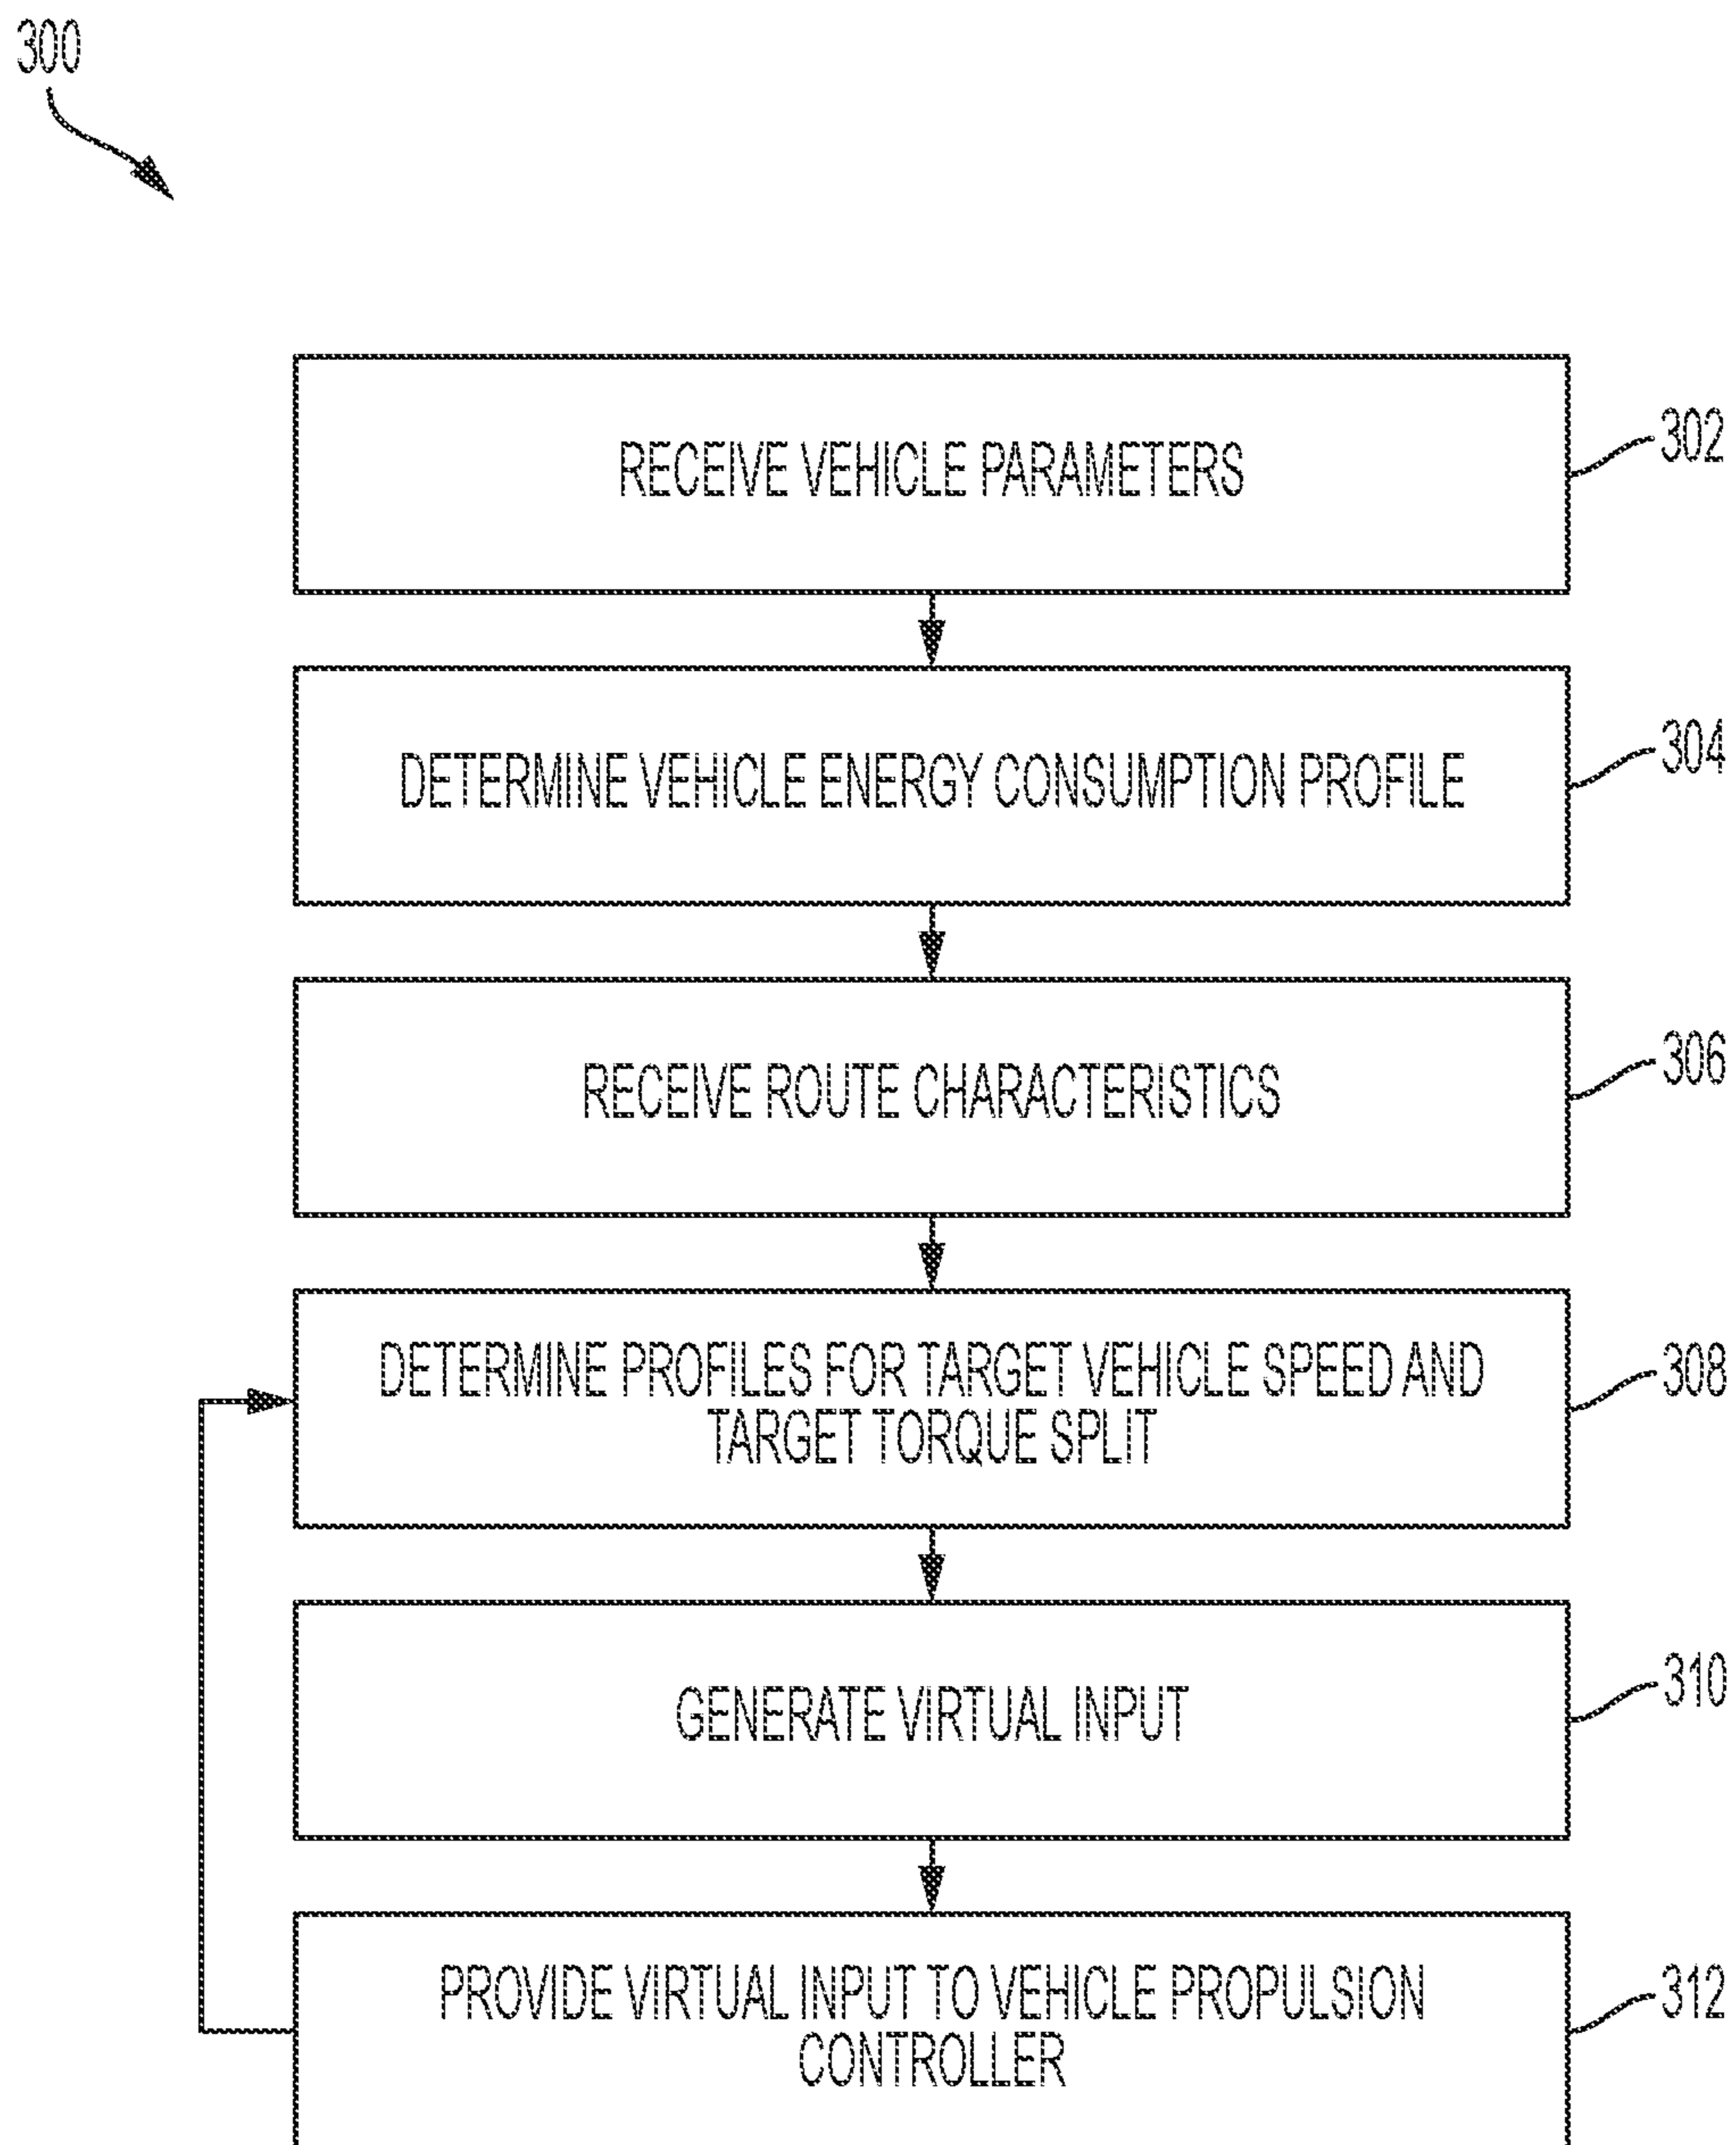 300
RECEIVE VEHICLE PARAMETERS
302
DETERMINE VEHICLE ENERGY CONSUMPTION PROFILE
304
RECEIVE ROUTE CHARACTERISTICS
306
DETERMINE PROFILES FOR TARGET VEHICLE SPEED AND
TARGET TORQUE SPLIT
308
GENERATE VIRTUAL INPUT
310
PROVIDE VIRTUAL INPUT TO VEHICLE PROPULSION
CONTROLLER
312